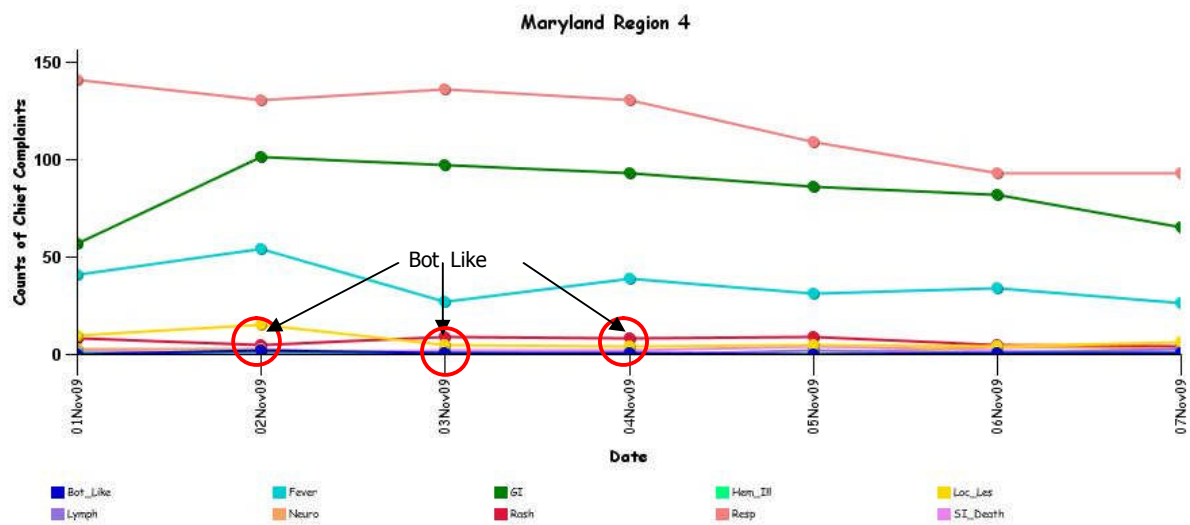 Maryland Region 4
Counts of Chief Complaints
150
100
50
0
Bot_Like
01Nov09
02Nov09
03Nov09
04Nov09
05Nov09
06Nov09
07Nov09
Date
Bot_Like Fever GI Hem_Ill Loc_Les
Lymph Neuro Rash Resp SI_Death